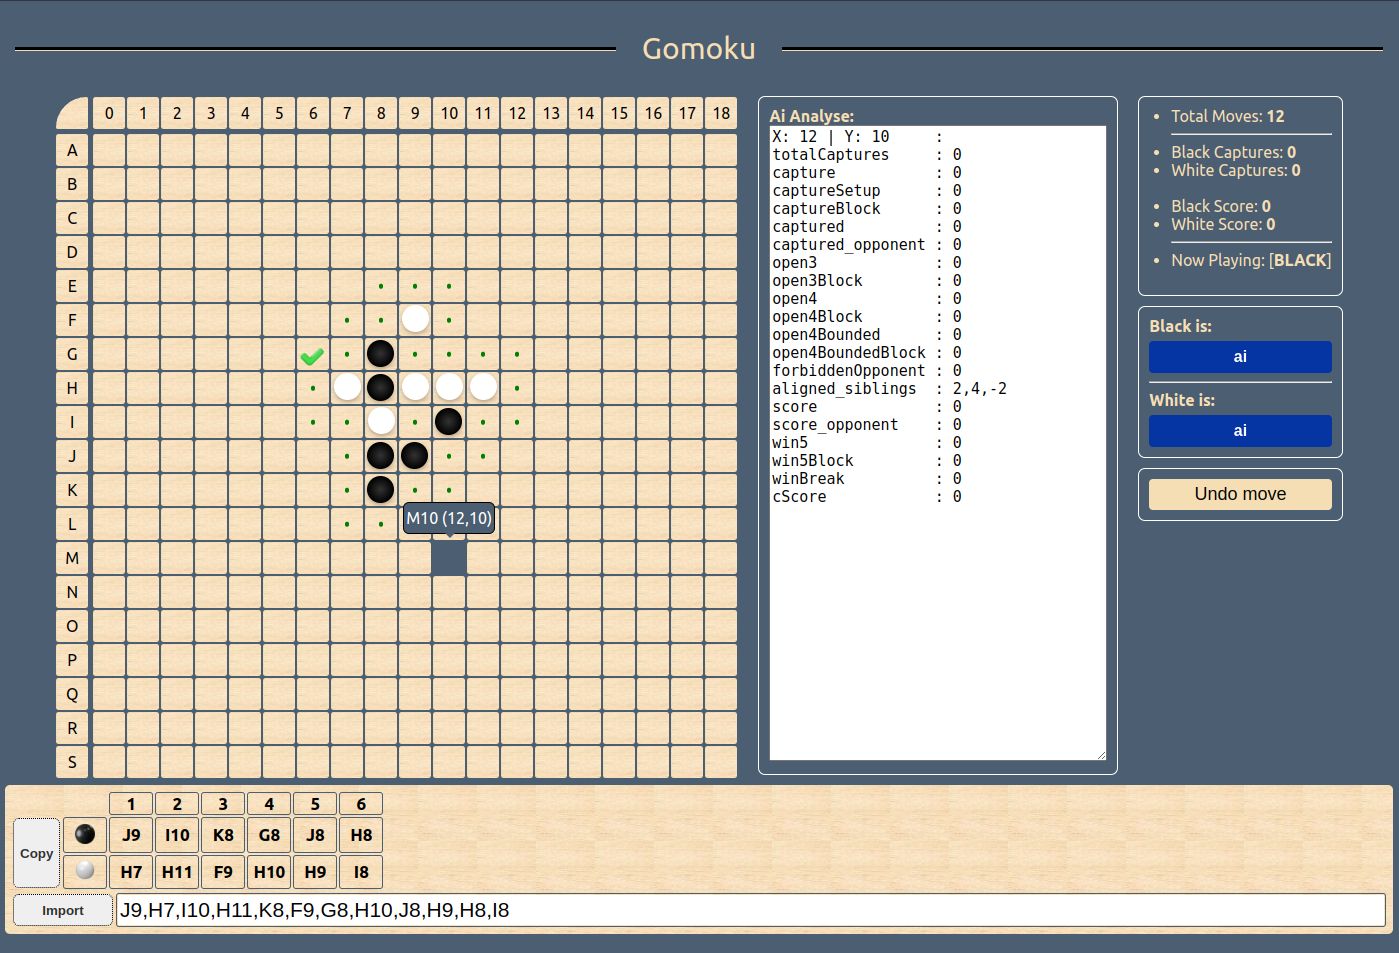 Gomoku
0 1 2 3 4 5 6 7 8 9 10 11 12 13 14 15 16 17 18
A
B
C
D
E
F
G
H
I
J
K
L
M10 (12,10)
M
N
O
P
Q
R
S
Ai Analyse:
X: 12 | Y: 10 :
totalCaptures : 0
capture : 0
captureSetup : 0
captureBlock : 0
captured : 0
captured_opponent : 0
open3 : 0
open3Block : 0
open4 : 0
open4Block : 0
open4Bounded : 0
open4BoundedBlock : 0
forbiddenOpponent : 0
aligned_siblings : 2,4,-2
score : 0
score_opponent : 0
win5 : 0
win5Block : 0
winBreak : 0
cScore : 0
Total Moves: 12
Black Captures: 0
White Captures: 0
Black Score: 0
White Score: 0
Now Playing: [BLACK]
Black is:
ai
White is:
ai
Undo move
1 2 3 4 5 6
J9 I10 K8 G8 J8 H8
Copy
H7 H11 F9 H10 H9 I8
Import
J9,H7,I10,H11,K8,F9,G8,H10,J8,H9,H8,I8